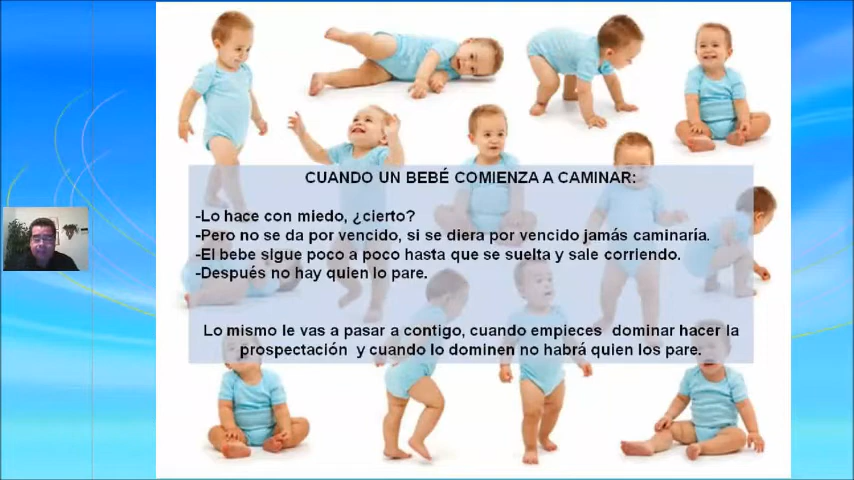 CUANDO UN BEBÉ COMIENZA A CAMINAR:
-Lo hace con miedo, ¿cierto?
-Pero no se da por vencido, si se diera por vencido jamás caminaría.
-El bebe sigue poco a poco hasta que se suelta y sale corriendo.
-Después no hay quien lo pare.
Lo mismo le vas a pasar a contigo, cuando empieces dominar hacer la
prospectación y cuando lo dominen no habrá quien los pare.